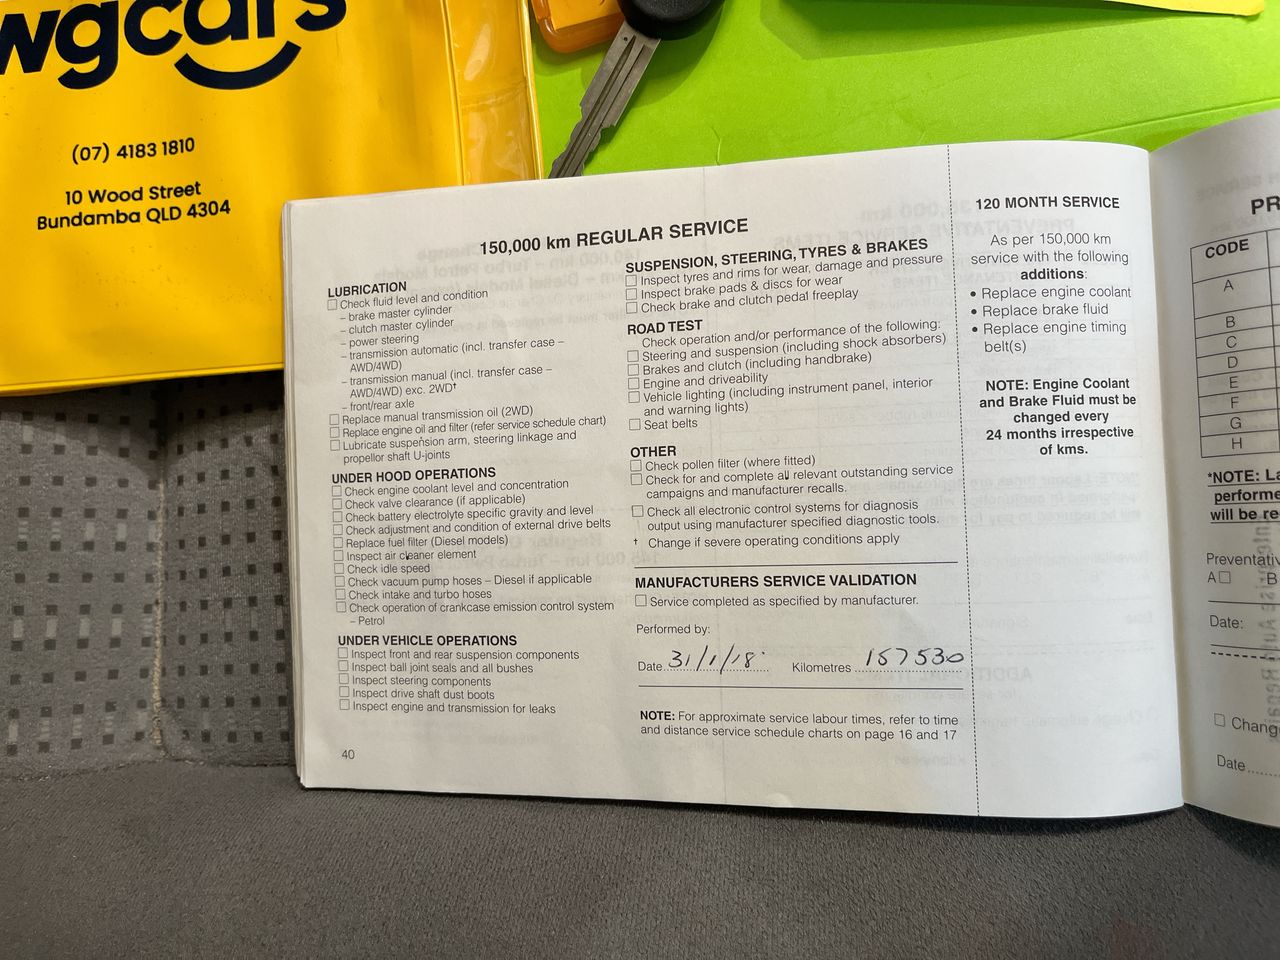 wgcars
(07) 4183 1810
10 Wood Street
Bundamba QLD 4304
150,000 km REGULAR SERVICE
LUBRICATION
Check fluid level and condition
– brake master cylinder
– clutch master cylinder
– power steering
– transmission automatic (incl. transfer case –
AWD/4WD)
– transmission manual (incl. transfer case –
AWD/4WD) exc. 2WD†
– front/rear axle
Replace manual transmission oil (2WD)
Replace engine oil and filter (refer service schedule chart)
Lubricate suspension arm, steering linkage and
propellor shaft U-joints
UNDER HOOD OPERATIONS
Check engine coolant level and concentration
Check valve clearance (if applicable)
Check battery electrolyte specific gravity and level
Check adjustment and condition of external drive belts
Replace fuel filter (Diesel models)
Inspect air cleaner element
Check idle speed
Check vacuum pump hoses – Diesel if applicable
Check intake and turbo hoses
Check operation of crankcase emission control system
– Petrol
UNDER VEHICLE OPERATIONS
Inspect front and rear suspension components
Inspect ball joint seals and all bushes
Inspect steering components
Inspect drive shaft dust boots
Inspect engine and transmission for leaks
40
SUSPENSION, STEERING, TYRES & BRAKES
Inspect tyres and rims for wear, damage and pressure
Inspect brake pads & discs for wear
Check brake and clutch pedal freeplay
ROAD TEST
Check operation and/or performance of the following:
Steering and suspension (including shock absorbers)
Brakes and clutch (including handbrake)
Engine and driveability
Vehicle lighting (including instrument panel, interior
and warning lights)
Seat belts
OTHER
Check pollen filter (where fitted)
Check for and complete all relevant outstanding service
campaigns and manufacturer recalls.
Check all electronic control systems for diagnosis
output using manufacturer specified diagnostic tools.
† Change if severe operating conditions apply
MANUFACTURERS SERVICE VALIDATION
Service completed as specified by manufacturer.
Performed by:
Date 31/1/18 Kilometres 157530
NOTE: For approximate service labour times, refer to time
and distance service schedule charts on page 16 and 17
120 MONTH SERVICE
As per 150,000 km
service with the following
additions:
• Replace engine coolant
• Replace brake fluid
• Replace engine timing
belt(s)
NOTE: Engine Coolant
and Brake Fluid must be
changed every
24 months irrespective
of kms.
PR
CODE
A
B
C
D
E
F
G
H
*NOTE: La
performe
will be re
Preventativ
A B
Date:
Chang
Date